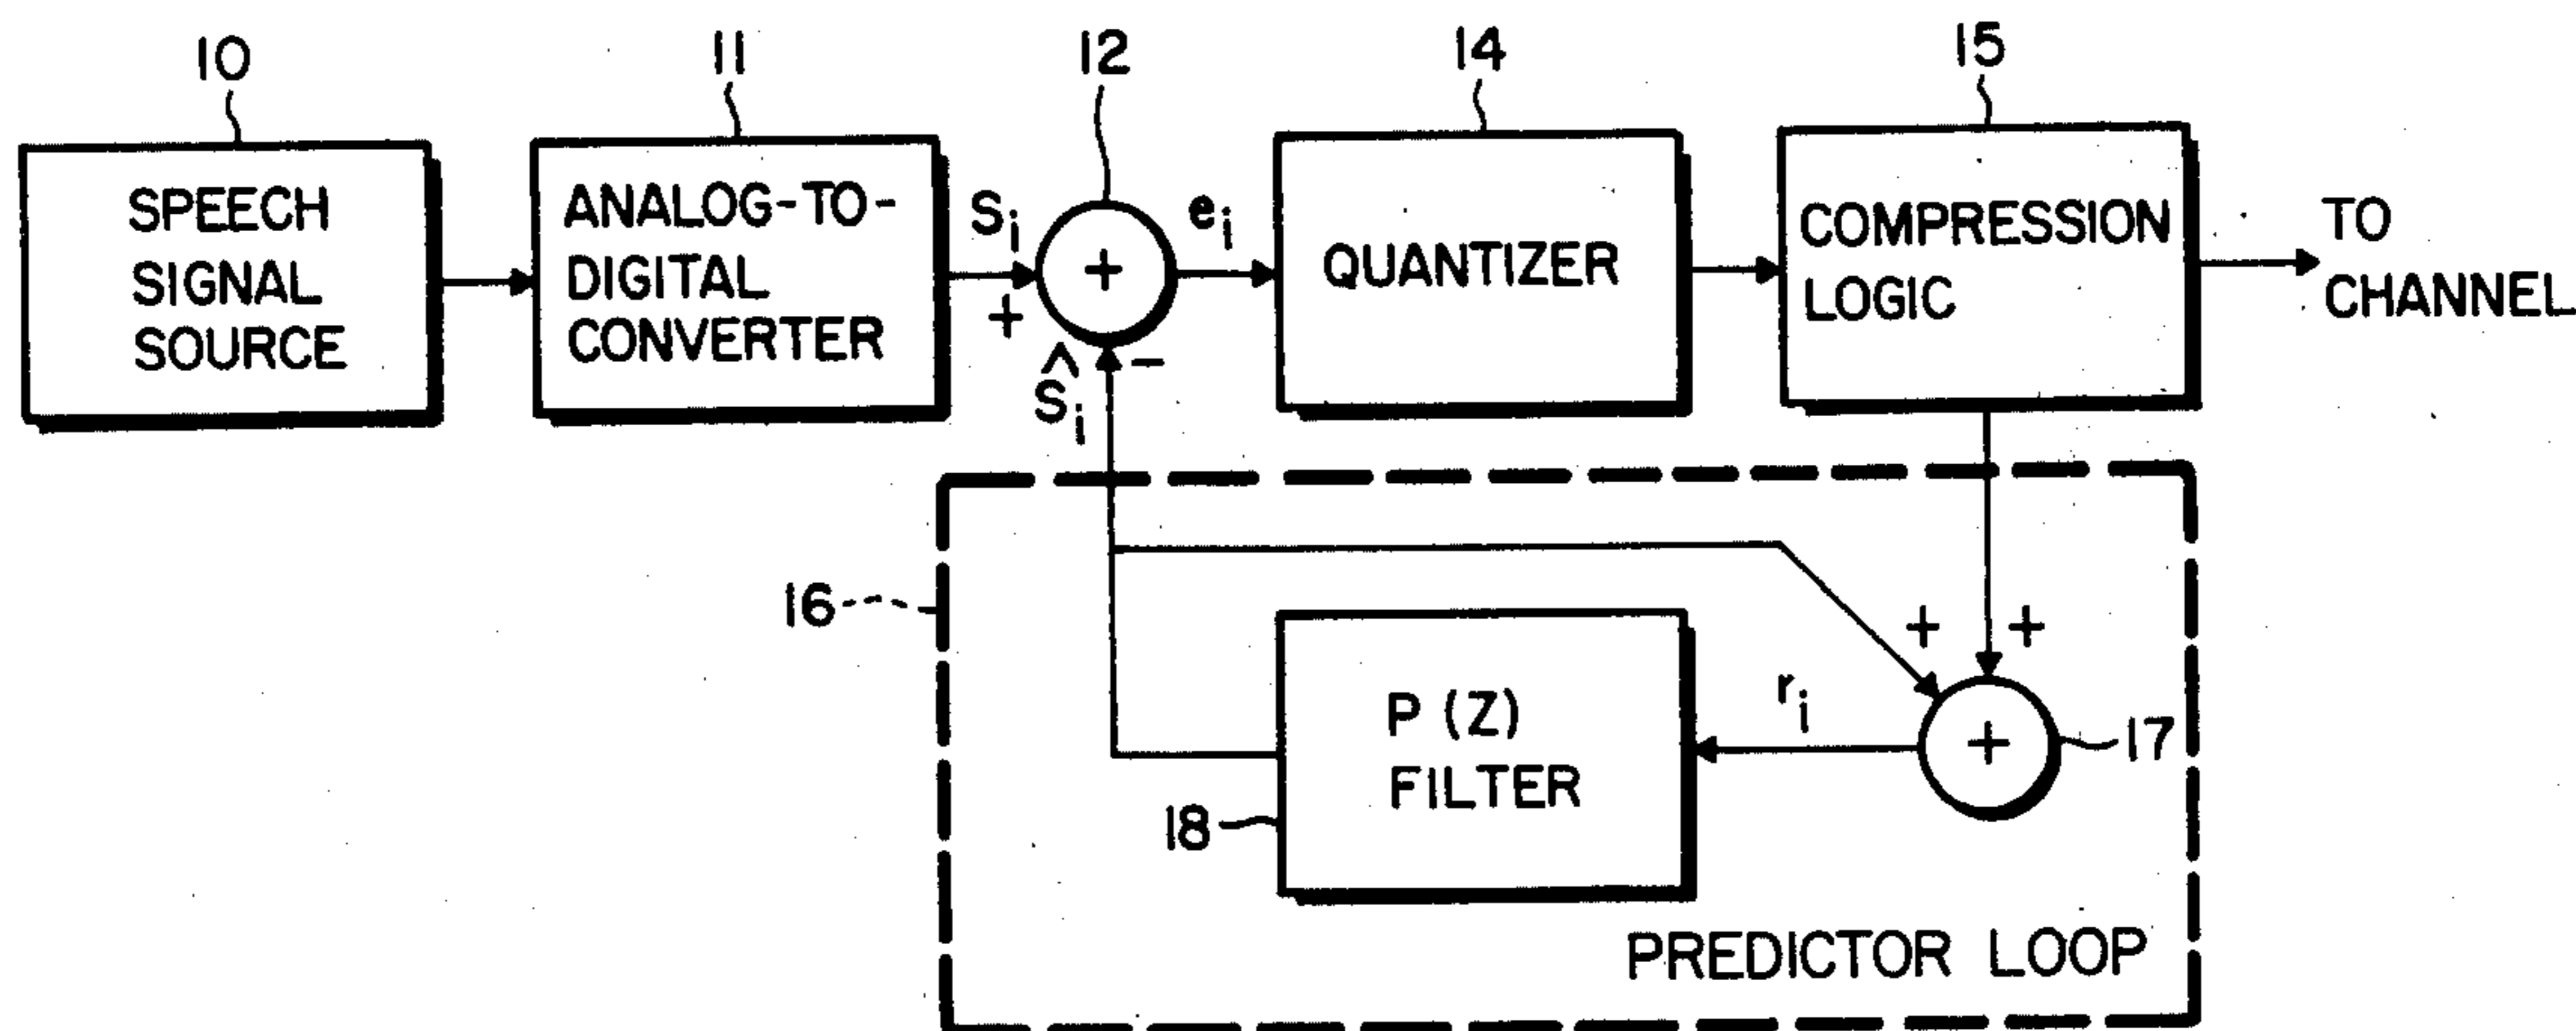 10
11
12
14
15
SPEECH
SIGNAL
SOURCE
ANALOG-TO-
DIGITAL
CONVERTER
Si
+
+
ei
QUANTIZER
COMPRESSION
LOGIC
TO
CHANNEL
Ŝi
-
16
+
+
P (Z)
FILTER
ri
+
17
18
PREDICTOR LOOP